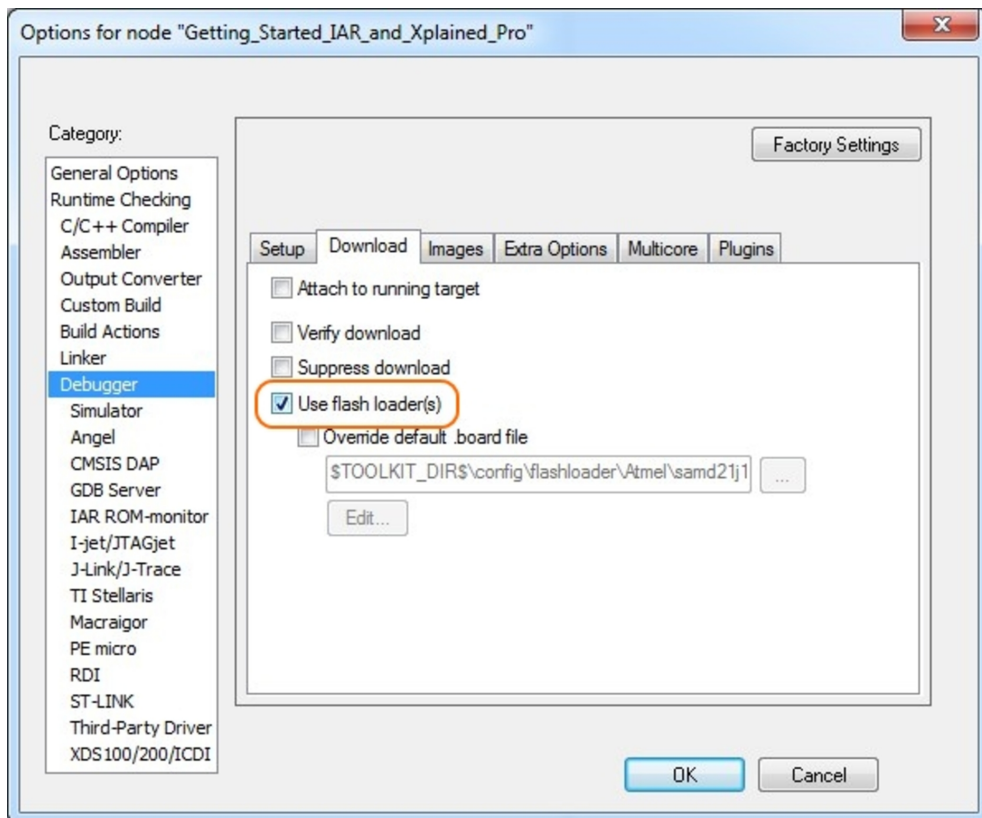 Options for node "Getting_Started_IAR_and_Xplained_Pro"
Category:
Factory Settings
General Options
Runtime Checking
C/C++ Compiler
Assembler
Output Converter
Custom Build
Build Actions
Linker
Debugger
Simulator
Angel
CMSIS DAP
GDB Server
IAR ROM-monitor
I-jet/JTAGjet
J-Link/J-Trace
TI Stellaris
Macraigor
PE micro
RDI
ST-LINK
Third-Party Driver
XDS100/200/ICDI
Setup Download Images Extra Options Multicore Plugins
Attach to running target
Verify download
Suppress download
Use flash loader(s)
Override default .board file
$TOOLKIT_DIR$\config\flashloader\Atmel\samd21j1 ...
Edit...
OK Cancel